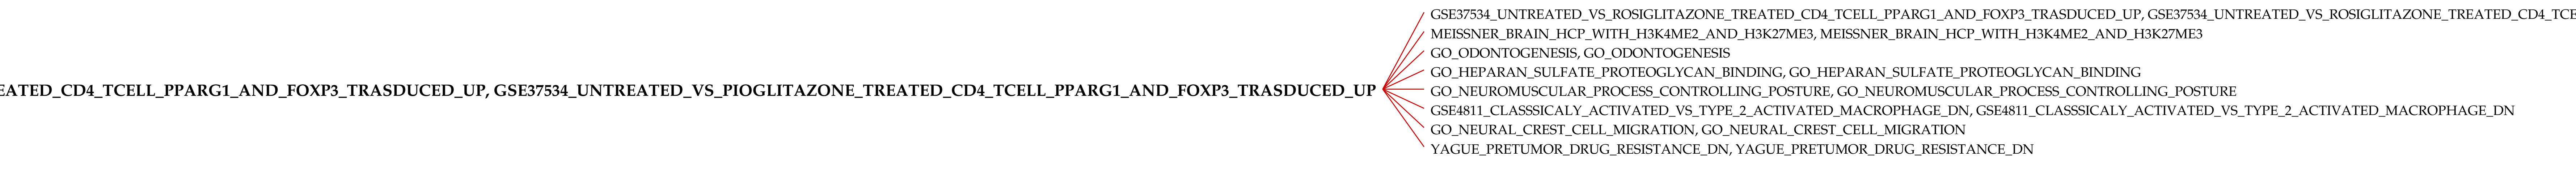 GSE37534_UNTREATED_VS_ROSIGLITAZONE_TREATED_CD4_TCELL_PPARG1_AND_FOXP3_TRASDUCED_UP, GSE37534_UNTREATED_VS_ROSIGLITAZONE_TREATED_CD4_TCE
MEISSNER_BRAIN_HCP_WITH_H3K4ME2_AND_H3K27ME3, MEISSNER_BRAIN_HCP_WITH_H3K4ME2_AND_H3K27ME3
GO_ODONTOGENESIS, GO_ODONTOGENESIS
GO_HEPARAN_SULFATE_PROTEOGLYCAN_BINDING, GO_HEPARAN_SULFATE_PROTEOGLYCAN_BINDING
EATED_CD4_TCELL_PPARG1_AND_FOXP3_TRASDUCED_UP, GSE37534_UNTREATED_VS_PIOGLITAZONE_TREATED_CD4_TCELL_PPARG1_AND_FOXP3_TRASDUCED_UP
GO_NEUROMUSCULAR_PROCESS_CONTROLLING_POSTURE, GO_NEUROMUSCULAR_PROCESS_CONTROLLING_POSTURE
GSE4811_CLASSSICALY_ACTIVATED_VS_TYPE_2_ACTIVATED_MACROPHAGE_DN, GSE4811_CLASSSICALY_ACTIVATED_VS_TYPE_2_ACTIVATED_MACROPHAGE_DN
GO_NEURAL_CREST_CELL_MIGRATION, GO_NEURAL_CREST_CELL_MIGRATION
YAGUE_PRETUMOR_DRUG_RESISTANCE_DN, YAGUE_PRETUMOR_DRUG_RESISTANCE_DN